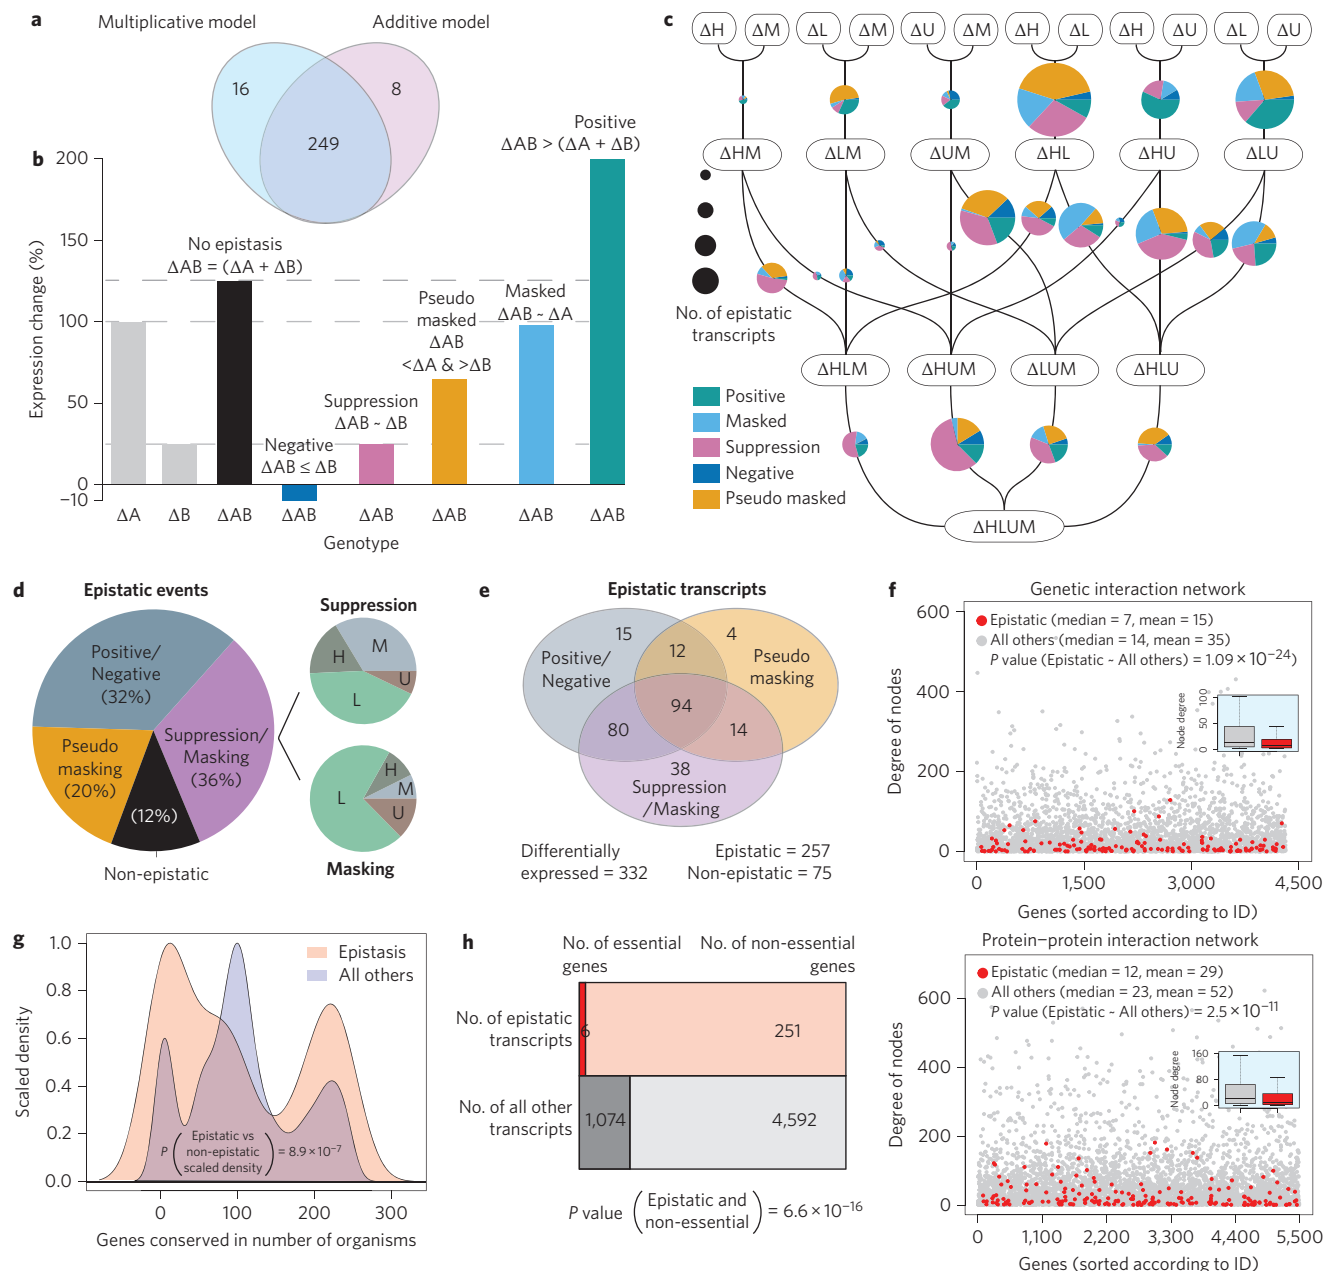 a
Multiplicative model
Additive model
16
8
249
b
Expression change (%)
200
150
100
50
0
−10
No epistasis
ΔAB = (ΔA + ΔB)
Negative
ΔAB ≤ ΔB
Suppression
ΔAB ~ ΔB
Pseudo
masked
ΔAB
<ΔA & >ΔB
Masked
ΔAB ~ ΔA
Positive
ΔAB > (ΔA + ΔB)
ΔA ΔB ΔAB ΔAB ΔAB ΔAB ΔAB ΔAB
Genotype
c
ΔH ΔM ΔL ΔM ΔU ΔM ΔH ΔL ΔH ΔU ΔL ΔU
ΔHM ΔLM ΔUM ΔHL ΔHU ΔLU
No. of epistatic
transcripts
ΔHLM ΔHUM ΔLUM ΔHLU
Positive
Masked
Suppression
Negative
Pseudo masked
ΔHLUM
d
Epistatic events
Positive/
Negative
(32%)
Pseudo
masking
(20%)
Suppression/
Masking
(36%)
(12%)
Non-epistatic
Suppression
H
M
U
L
H
M
U
L
Masking
e
Epistatic transcripts
15
4
12
Positive/
Negative
Pseudo
masking
94
80
14
38
Suppression
/Masking
Differentially
expressed = 332
Epistatic = 257
Non-epistatic = 75
f
Genetic interaction network
Epistatic (median = 7, mean = 15)
All others (median = 14, mean = 35)
P value (Epistatic ~ All others) = 1.09 × 10−24)
Degree of nodes
600
400
200
0
Node degree
100
50
0
0 1,500 3,000 4,500
Genes (sorted according to ID)
Protein–protein interaction network
Epistatic (median = 12, mean = 29)
All others (median = 23, mean = 52)
P value (Epistatic ~ All others) = 2.5 × 10−11
Degree of nodes
600
400
200
0
Node degree
160
80
0
0 1,100 2,200 3,300 4,400 5,500
Genes (sorted according to ID)
g
Scaled density
1.0
0.8
0.6
0.4
0.2
0.0
Epistasis
All others
P (Epistatic vs
non-epistatic
scaled density) = 8.9 × 10−7
0 100 200 300
Genes conserved in number of organisms
h
No. of essential
genes
No. of non-essential
genes
No. of epistatic
transcripts
6
251
No. of all other
transcripts
1,074
4,592
P value (Epistatic and
non-essential) = 6.6 × 10−16